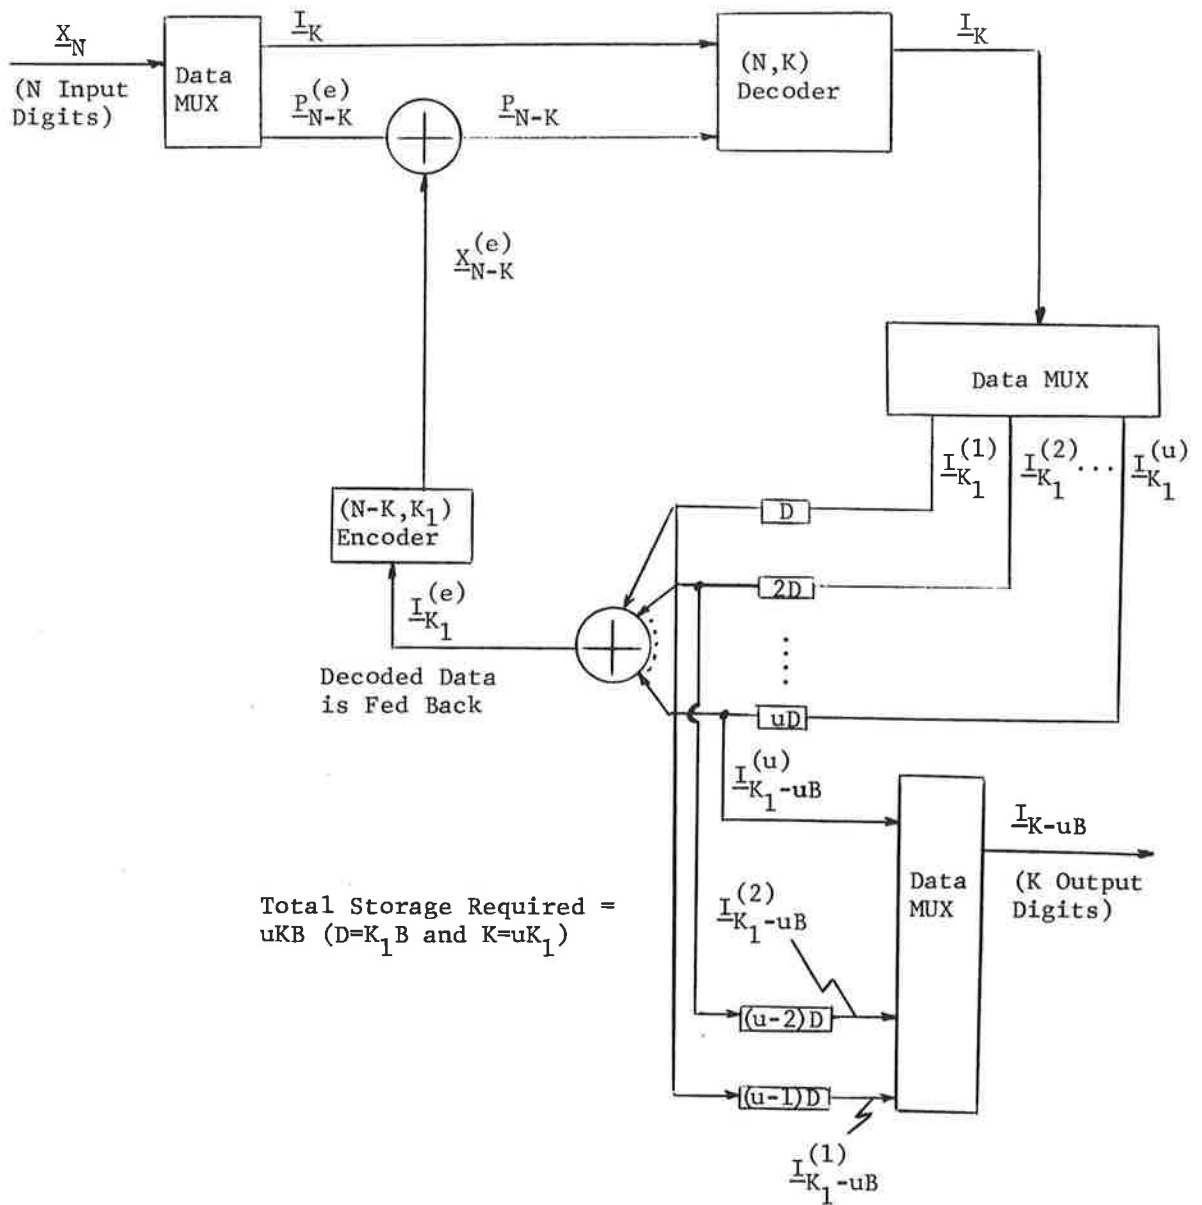 X_N
(N Input
Digits)
Data
MUX
I_K
P_{N-K}^{(e)}
P_{N-K}
(N,K)
Decoder
I_K
X_{N-K}^{(e)}
Data MUX
I_{K_1}^{(1)}
I_{K_1}^{(2)}
...
I_{K_1}^{(u)}
(N-K,K_1)
Encoder
D
2D
uD
I_{K_1}^{(e)}
Decoded Data
is Fed Back
I_{K_1-uB}^{(u)}
I_{K-uB}
Data
MUX
(K Output
Digits)
Total Storage Required =
uKB (D=K_1B and K=uK_1)
I_{K_1-uB}^{(2)}
(u-2)D
(u-1)D
I_{K_1-uB}^{(1)}